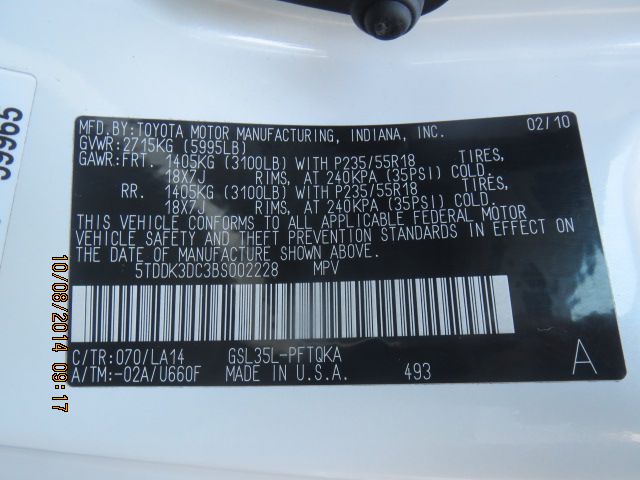 59965
MFD.BY:TOYOTA MOTOR MANUFACTURING, INDIANA, INC. 02/10
GVWR:2715KG (5995LB)
GAWR:FRT. 1405KG (3100LB) WITH P235/55R18 TIRES,
18X7J RIMS, AT 240KPA (35PSI) COLD.
RR. 1405KG (3100LB) WITH P235/55R18 TIRES,
18X7J RIMS, AT 240KPA (35PSI) COLD.
THIS VEHICLE CONFORMS TO ALL APPLICABLE FEDERAL MOTOR
VEHICLE SAFETY AND THEFT PREVENTION STANDARDS IN EFFECT ON
THE DATE OF MANUFACTURE SHOWN ABOVE.
5TDDK3DC3BS002228 MPV
C/TR:070/LA14 GSL35L-PFTQKA
A/TM:-02A/U660F MADE IN U.S.A. 493 A
10/08/2014 09:17